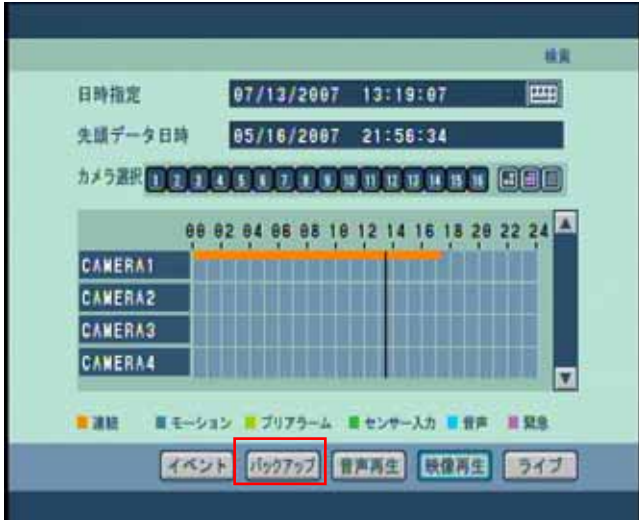 検索
日時指定 07/13/2007 13:19:07
先頭データ日時 05/16/2007 21:56:34
カメラ選択 1 2 3 4 5 6 7 8 9 10 11 12 13 14 15 16
00 02 04 06 08 10 12 14 16 18 20 22 24
CAMERA1
CAMERA2
CAMERA3
CAMERA4
連続 モーション プリアラーム センサー入力 音声 緊急
イベント バックアップ 音声再生 映像再生 ライブ